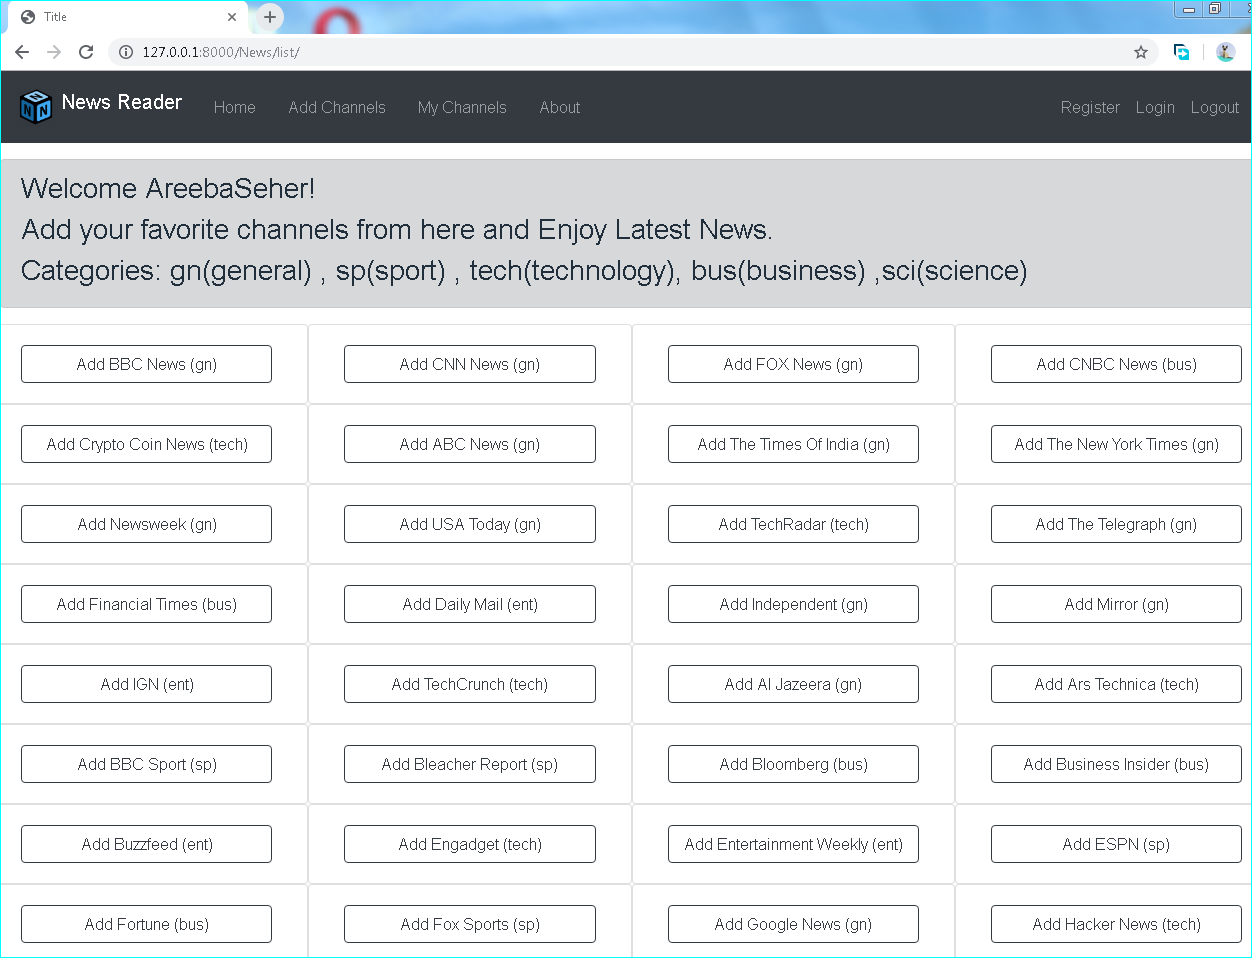 Title
127.0.0.1:8000/News/list/
News Reader Home Add Channels My Channels About Register Login Logout
Welcome AreebaSeher!
Add your favorite channels from here and Enjoy Latest News.
Categories: gn(general) , sp(sport) , tech(technology), bus(business) ,sci(science)
Add BBC News (gn) Add CNN News (gn) Add FOX News (gn) Add CNBC News (bus)
Add Crypto Coin News (tech) Add ABC News (gn) Add The Times Of India (gn) Add The New York Times (gn)
Add Newsweek (gn) Add USA Today (gn) Add TechRadar (tech) Add The Telegraph (gn)
Add Financial Times (bus) Add Daily Mail (ent) Add Independent (gn) Add Mirror (gn)
Add IGN (ent) Add TechCrunch (tech) Add Al Jazeera (gn) Add Ars Technica (tech)
Add BBC Sport (sp) Add Bleacher Report (sp) Add Bloomberg (bus) Add Business Insider (bus)
Add Buzzfeed (ent) Add Engadget (tech) Add Entertainment Weekly (ent) Add ESPN (sp)
Add Fortune (bus) Add Fox Sports (sp) Add Google News (gn) Add Hacker News (tech)